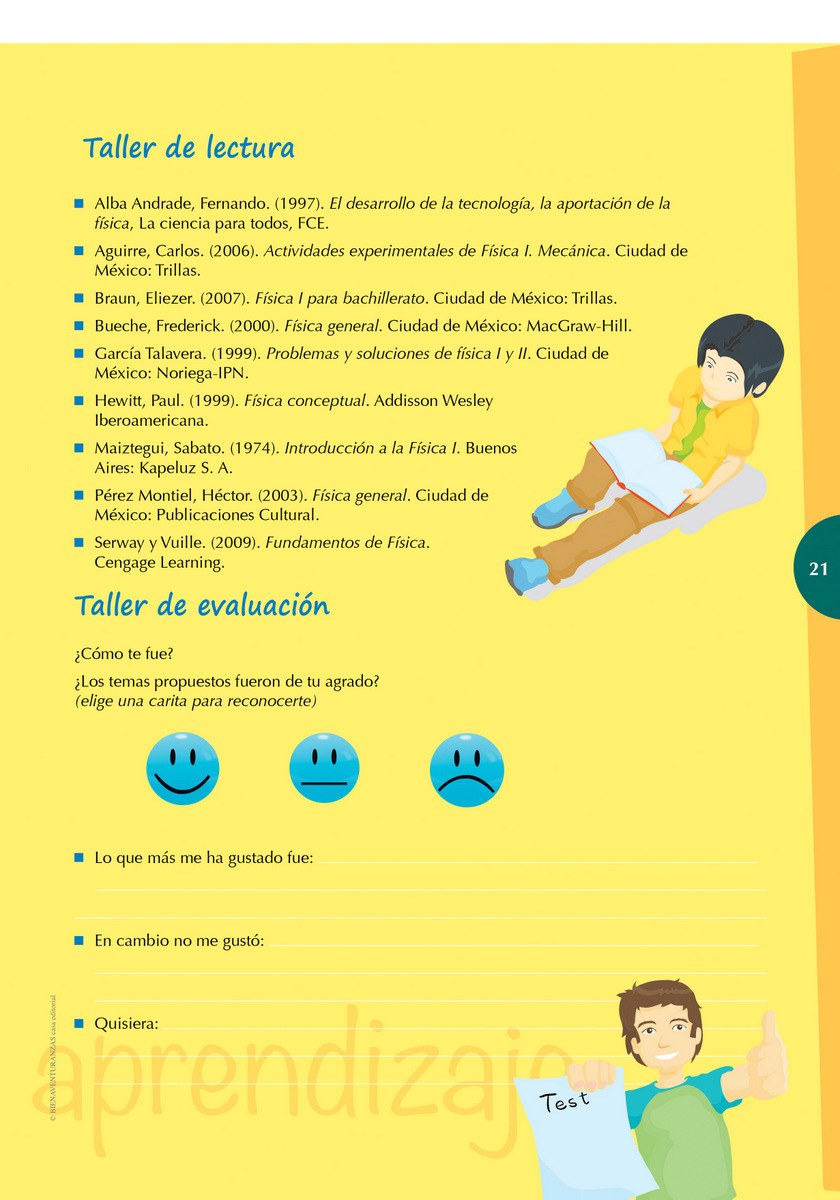 Taller de lectura
Alba Andrade, Fernando. (1997). El desarrollo de la tecnología, la aportación de la
física, La ciencia para todos, FCE.
Aguirre, Carlos. (2006). Actividades experimentales de Física I. Mecánica. Ciudad de
México: Trillas.
Braun, Eliezer. (2007). Física I para bachillerato. Ciudad de México: Trillas.
Bueche, Frederick. (2000). Física general. Ciudad de México: MacGraw-Hill.
García Talavera. (1999). Problemas y soluciones de física I y II. Ciudad de
México: Noriega-IPN.
Hewitt, Paul. (1999). Física conceptual. Addisson Wesley
Iberoamericana.
Maiztegui, Sabato. (1974). Introducción a la Física I. Buenos
Aires: Kapeluz S. A.
Pérez Montiel, Héctor. (2003). Física general. Ciudad de
México: Publicaciones Cultural.
Serway y Vuille. (2009). Fundamentos de Física.
Cengage Learning.
21
Taller de evaluación
¿Cómo te fue?
¿Los temas propuestos fueron de tu agrado?
(elige una carita para reconocerte)
Lo que más me ha gustado fue:
En cambio no me gustó:
Quisiera:
aprendizaje
Test
© BIENAVENTURANZAS casa editorial